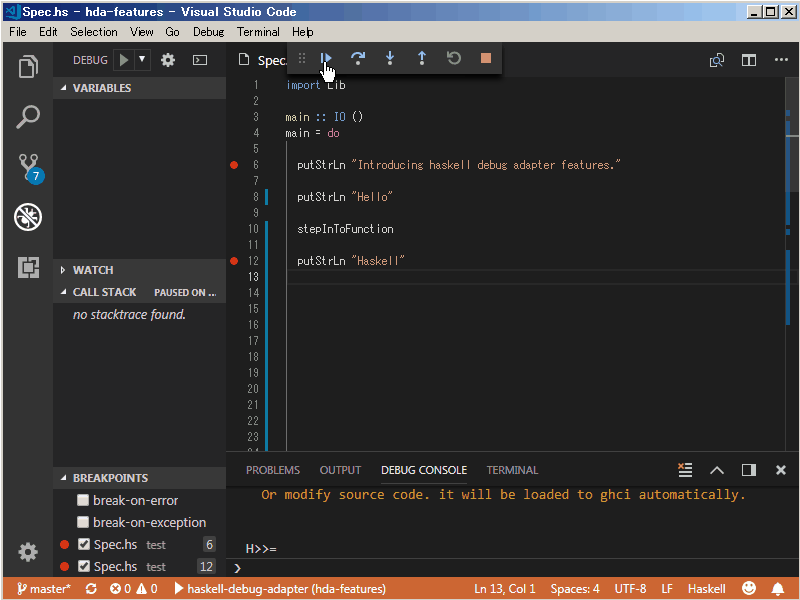 Spec.hs - hda-features - Visual Studio Code
File Edit Selection View Go Debug Terminal Help
DEBUG
Spec.
VARIABLES
WATCH
CALL STACK PAUSED ON ...
no stacktrace found.
BREAKPOINTS
break-on-error
break-on-exception
Spec.hs test 6
Spec.hs test 12
7
1 import Lib
2
3 main :: IO ()
4 main = do
5
6 putStrLn "Introducing haskell debug adapter features."
7
8 putStrLn "Hello"
9
10 stepInToFunction
11
12 putStrLn "Haskell"
13
14
15
16
17
18
19
20
21
22
23
PROBLEMS OUTPUT DEBUG CONSOLE TERMINAL
Or modify source code. it will be loaded to ghci automatically.
H>>=
master* 0 0 haskell-debug-adapter (hda-features) Ln 13, Col 1 Spaces: 4 UTF-8 LF Haskell